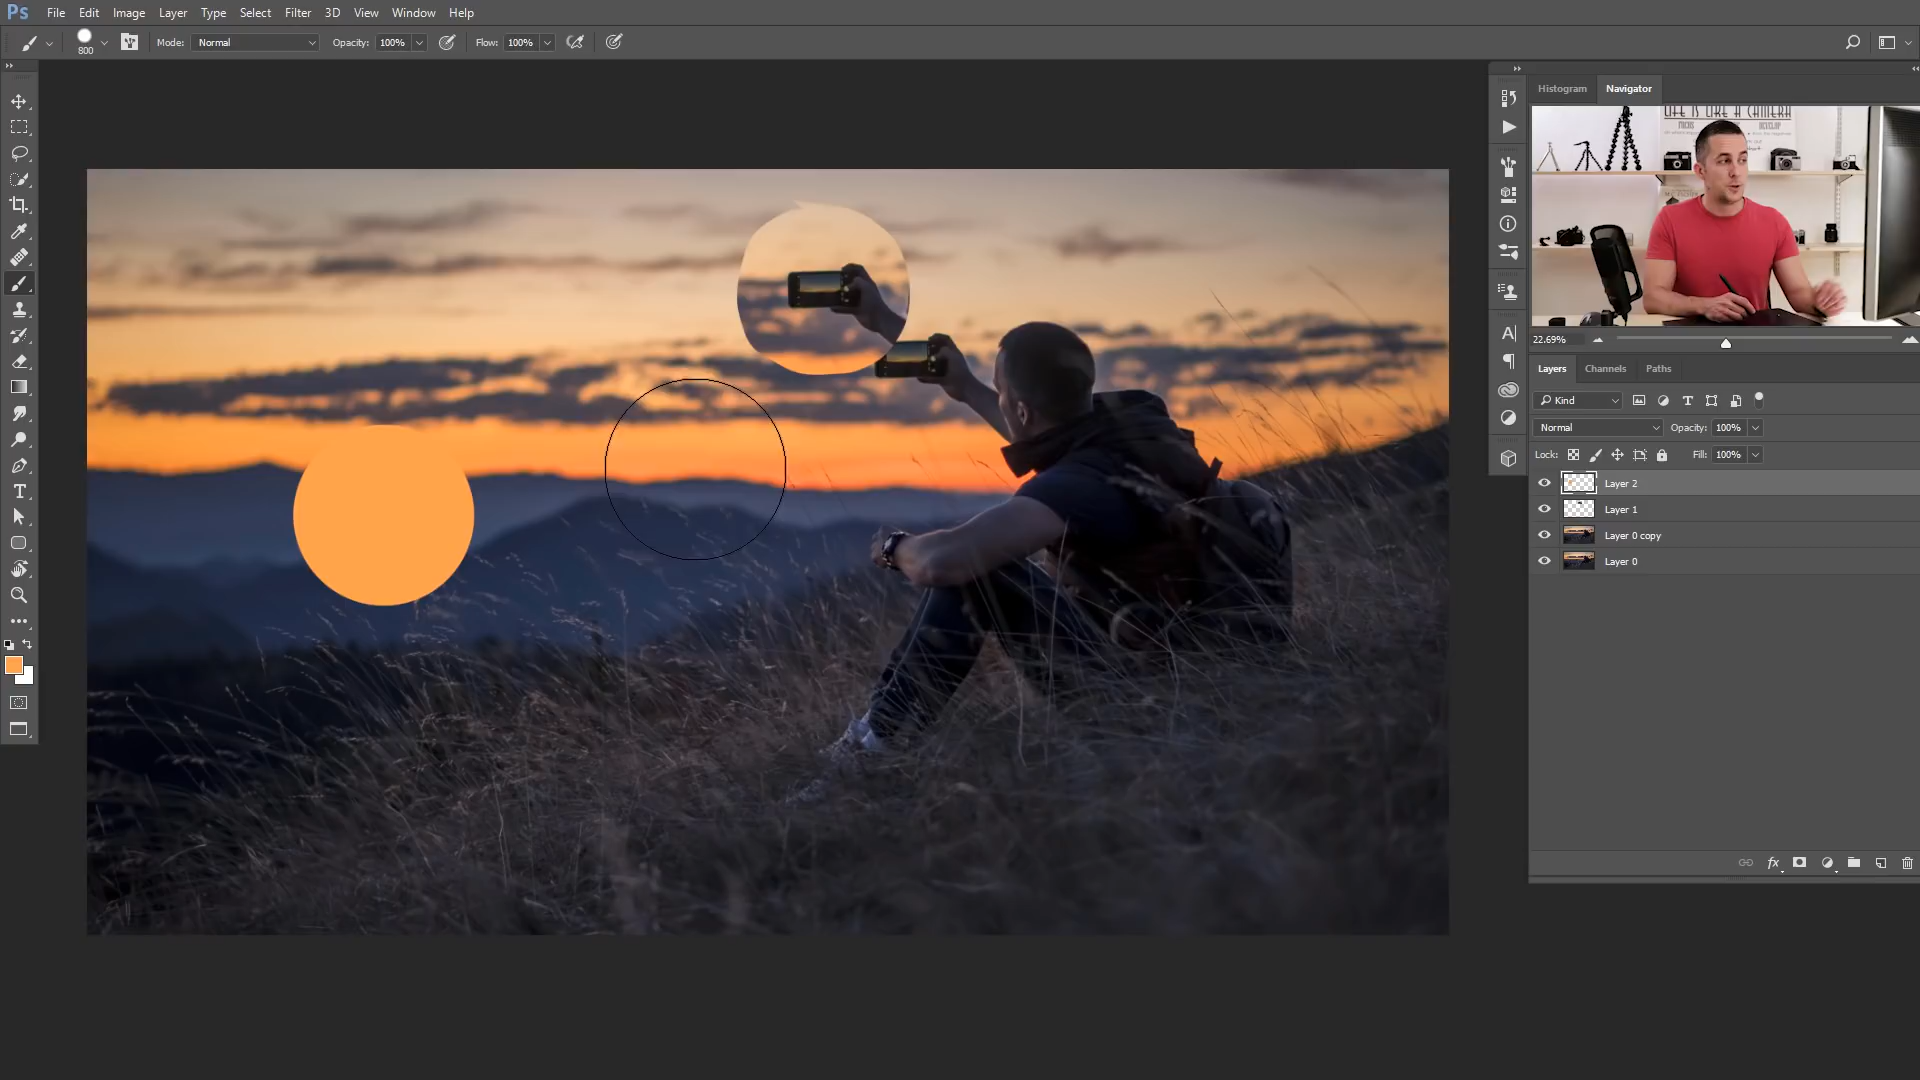 Ps File Edit Image Layer Type Select Filter 3D View Window Help
800 Mode: Normal Opacity: 100% Flow: 100%
Histogram Navigator
LIFE IS LIKE A CAMERA
FOCUS DEVELOP
22.69%
Layers Channels Paths
Kind
Normal Opacity: 100%
Lock: Fill: 100%
Layer 2
Layer 1
Layer 0 copy
Layer 0